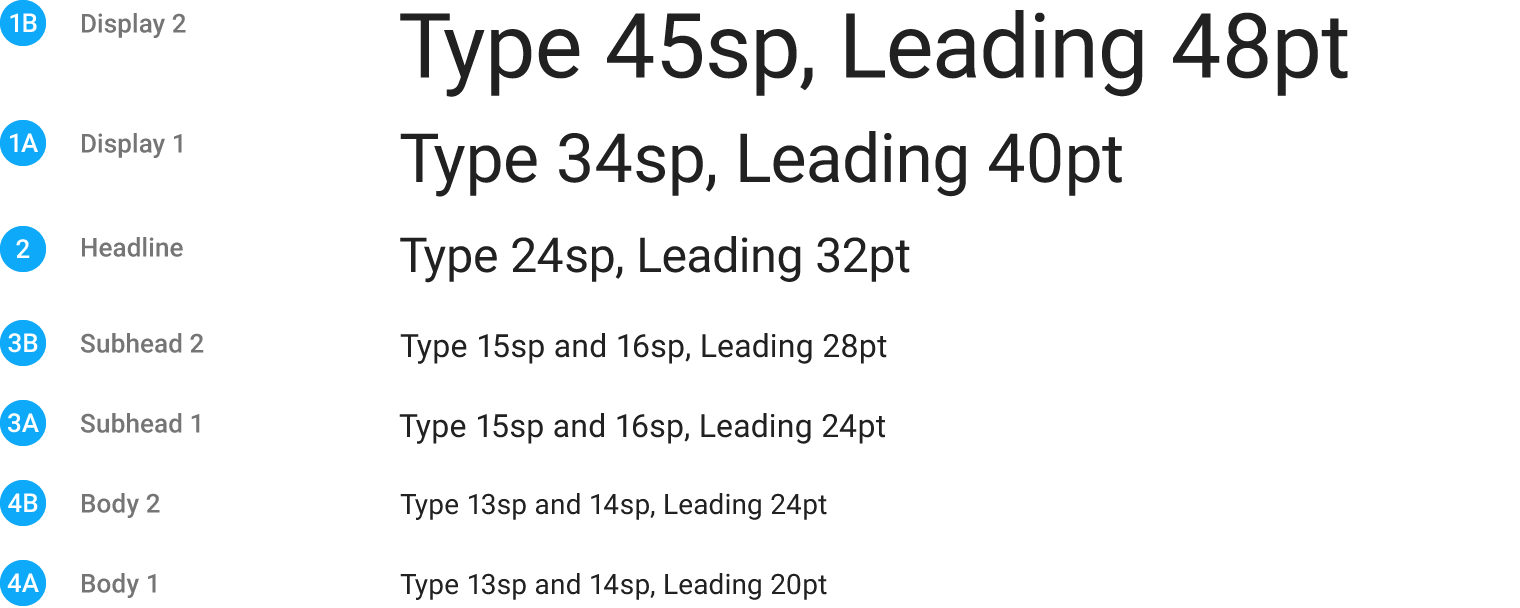 1B Display 2 Type 45sp, Leading 48pt
1A Display 1 Type 34sp, Leading 40pt
2 Headline Type 24sp, Leading 32pt
3B Subhead 2 Type 15sp and 16sp, Leading 28pt
3A Subhead 1 Type 15sp and 16sp, Leading 24pt
4B Body 2 Type 13sp and 14sp, Leading 24pt
4A Body 1 Type 13sp and 14sp, Leading 20pt